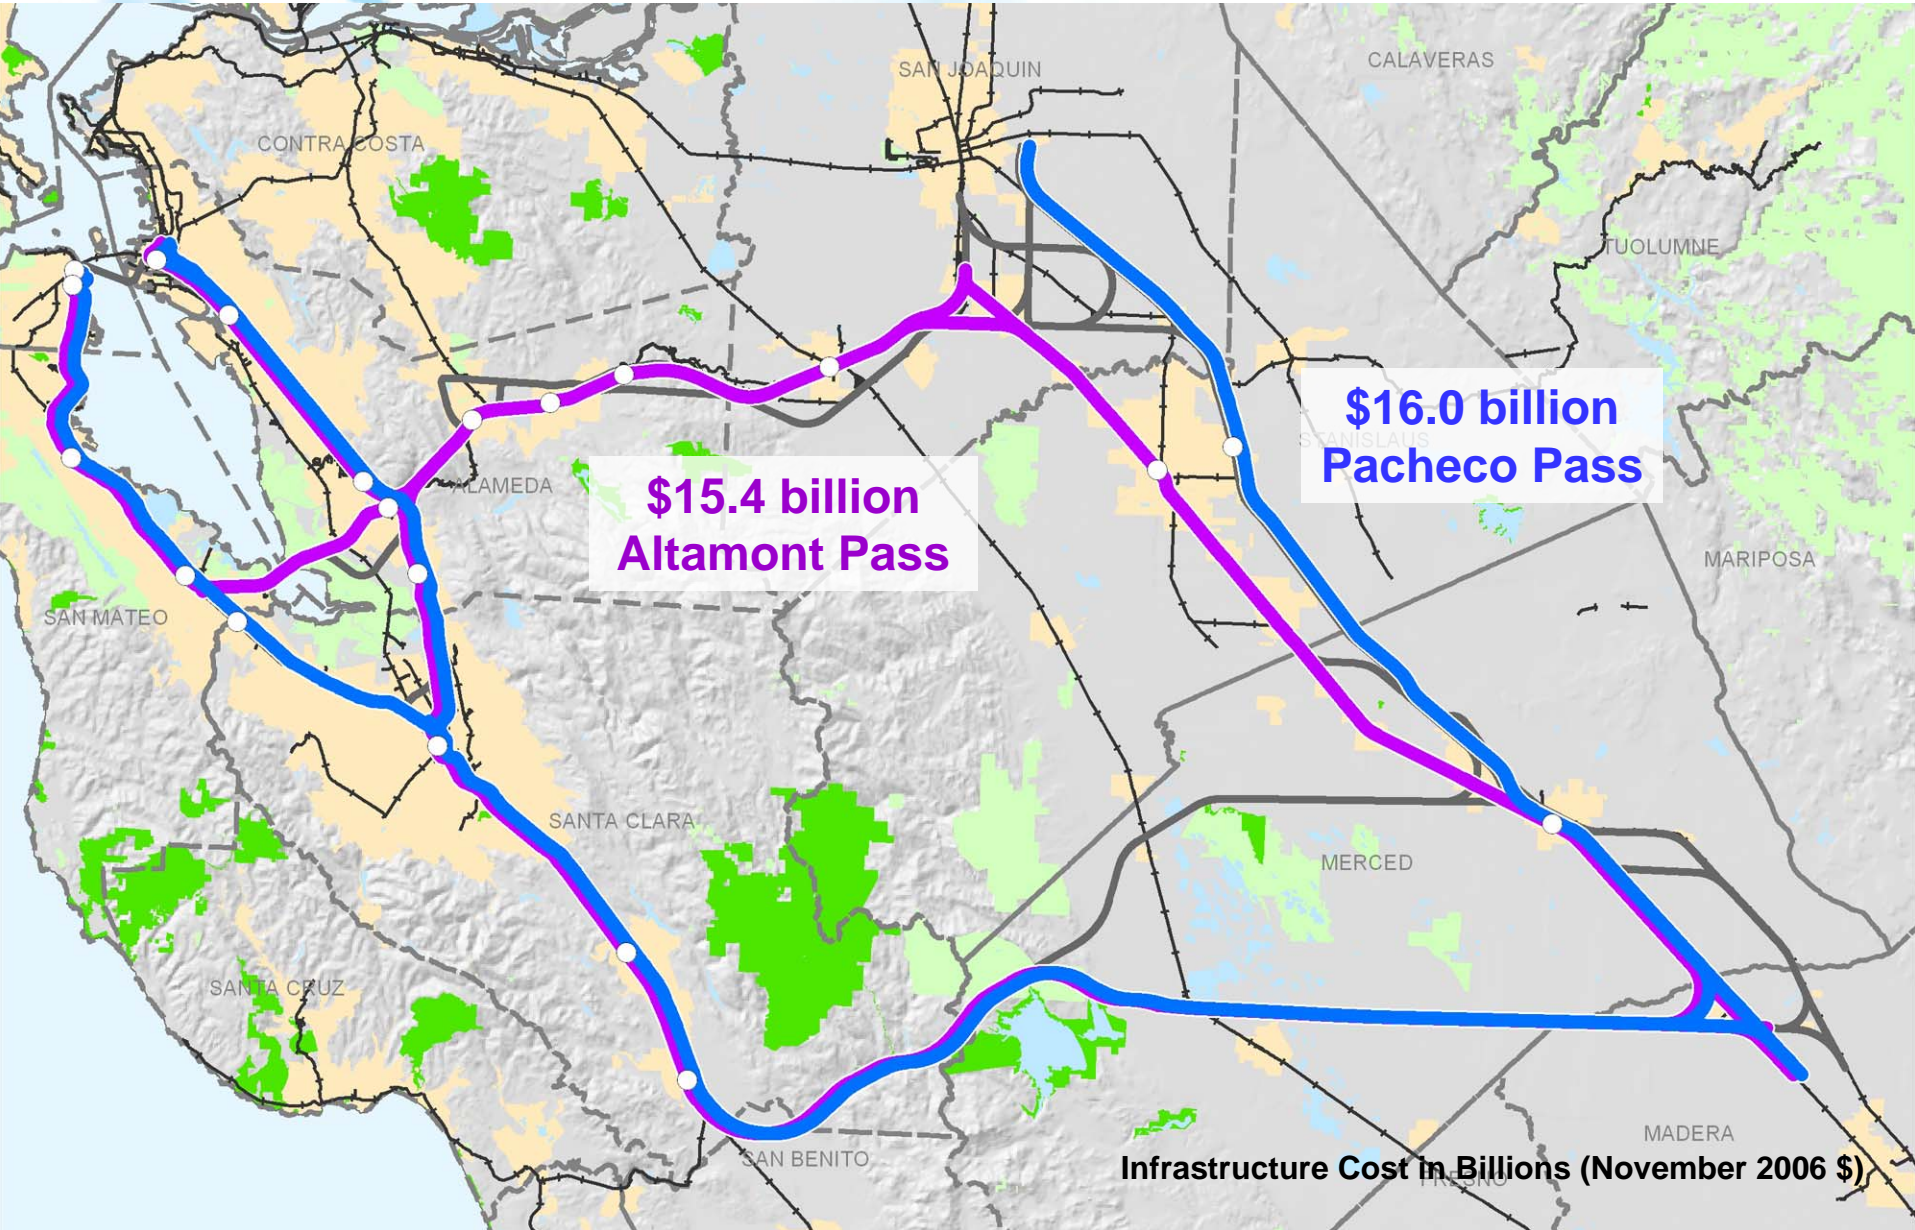 SAN JOAQUIN
CALAVERAS
CONTRA COSTA
TUOLUMNE
$16.0 billion
Pacheco Pass
STANISLAUS
ALAMEDA
$15.4 billion
Altamont Pass
MARIPOSA
SAN MATEO
SANTA CLARA
MERCED
SANTA CRUZ
MADERA
SAN BENITO
Infrastructure Cost in Billions (November 2006 $)
FRESNO